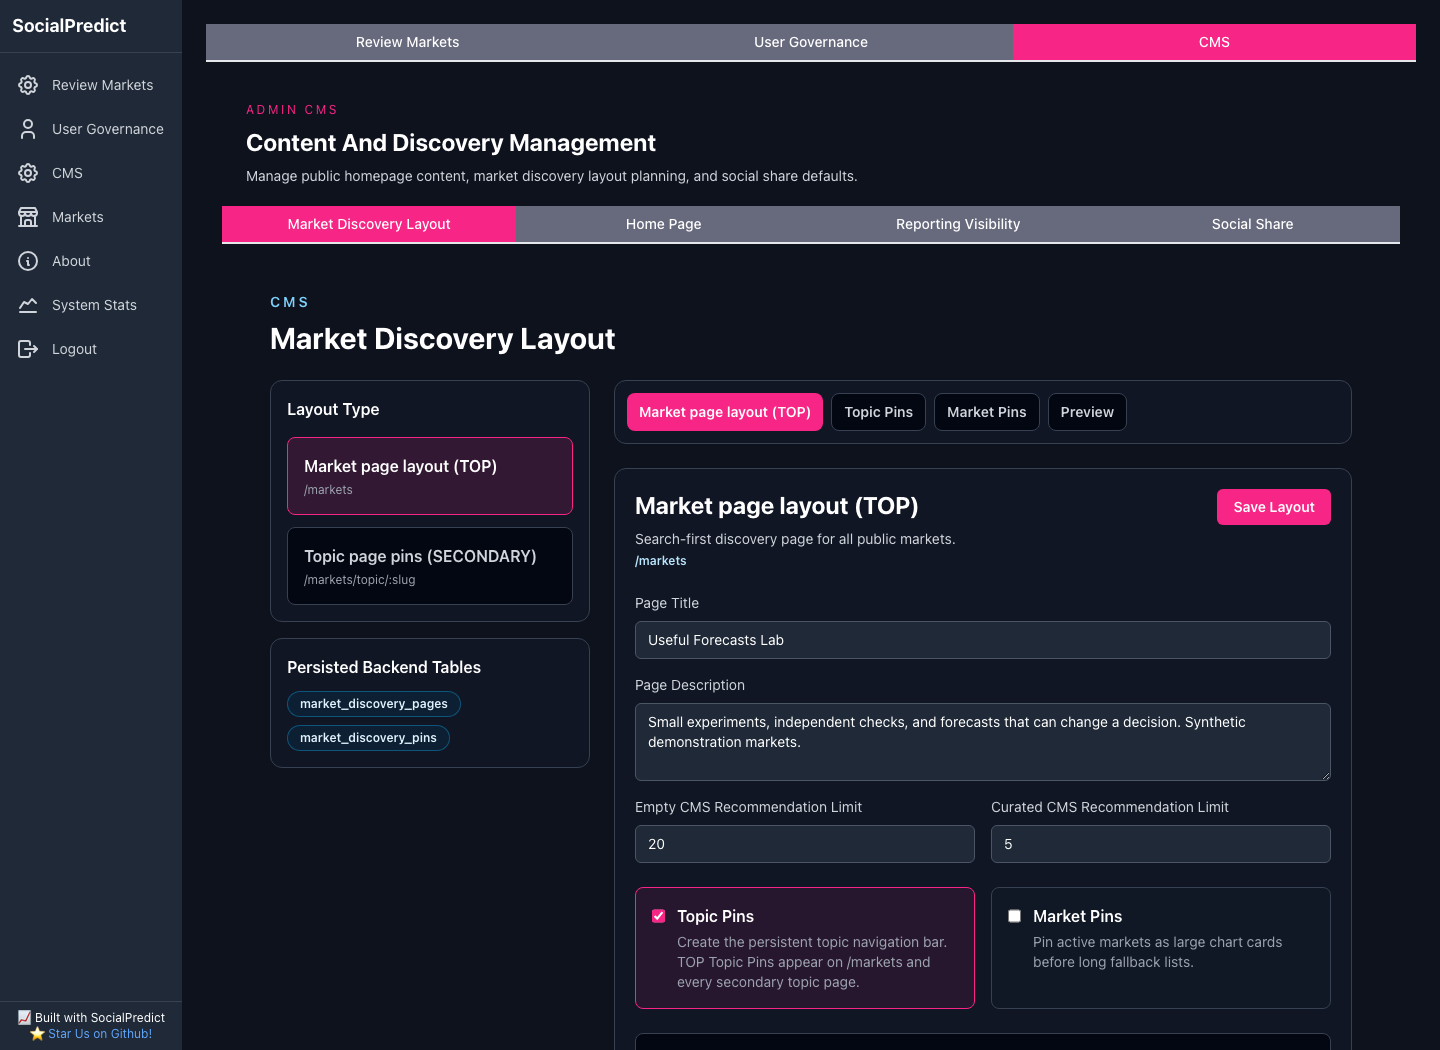 SocialPredict
Review Markets
User Governance
CMS
Markets
About
System Stats
Logout
📈 Built with SocialPredict
⭐ Star Us on Github!
Review Markets
User Governance
CMS
ADMIN CMS
Content And Discovery Management
Manage public homepage content, market discovery layout planning, and social share defaults.
Market Discovery Layout
Home Page
Reporting Visibility
Social Share
CMS
Market Discovery Layout
Layout Type
Market page layout (TOP)
/markets
Topic page pins (SECONDARY)
/markets/topic/:slug
Persisted Backend Tables
market_discovery_pages
market_discovery_pins
Market page layout (TOP)
Topic Pins
Market Pins
Preview
Market page layout (TOP)
Save Layout
Search-first discovery page for all public markets.
/markets
Page Title
Useful Forecasts Lab
Page Description
Small experiments, independent checks, and forecasts that can change a decision. Synthetic
demonstration markets.
Empty CMS Recommendation Limit
20
Curated CMS Recommendation Limit
5
Topic Pins
Create the persistent topic navigation bar.
TOP Topic Pins appear on /markets and
every secondary topic page.
Market Pins
Pin active markets as large chart cards
before long fallback lists.